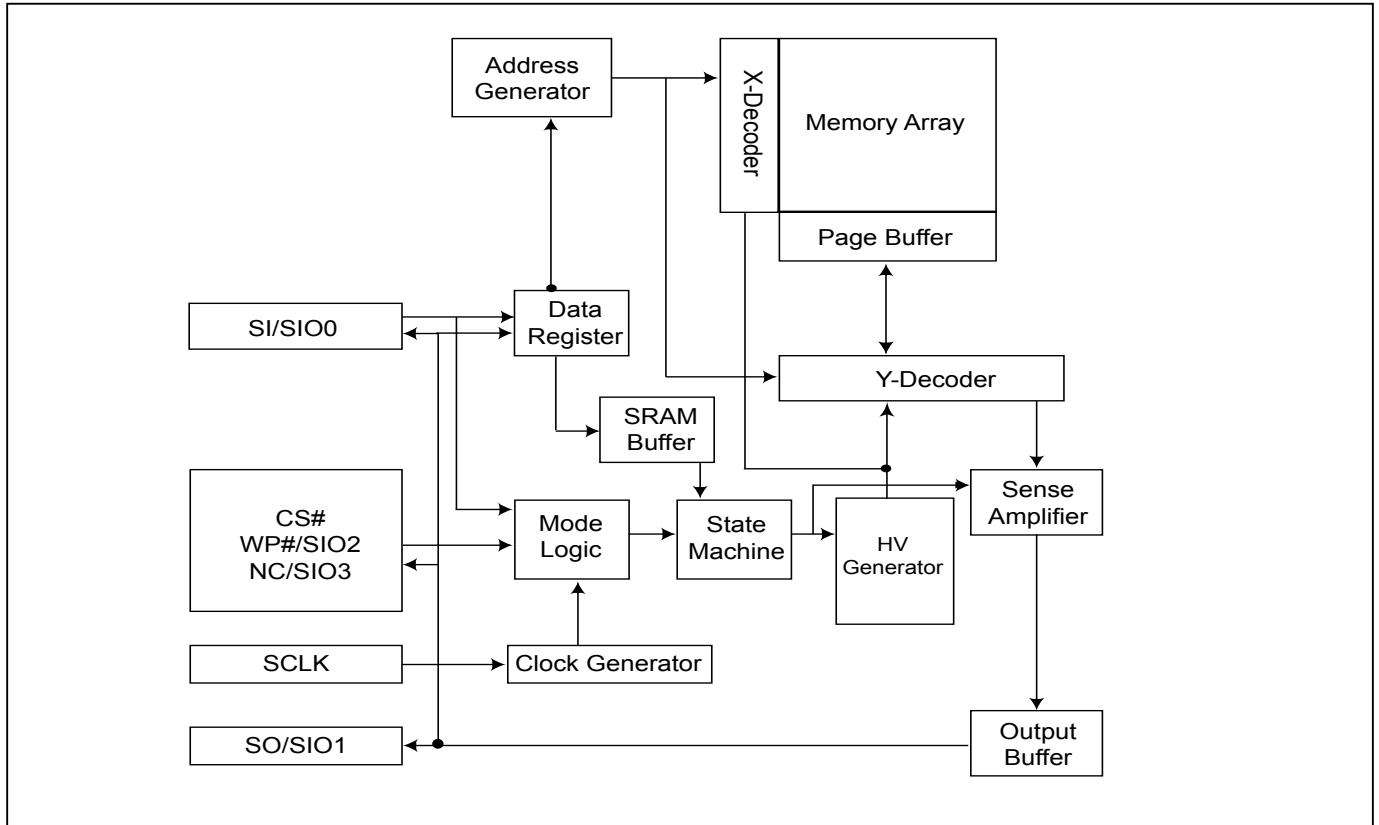 Address
Generator
X-Decoder
Memory Array
Page Buffer
SI/SIO0
Data
Register
Y-Decoder
SRAM
Buffer
CS#
WP#/SIO2
NC/SIO3
Mode
Logic
State
Machine
HV
Generator
Sense
Amplifier
SCLK
Clock Generator
SO/SIO1
Output
Buffer